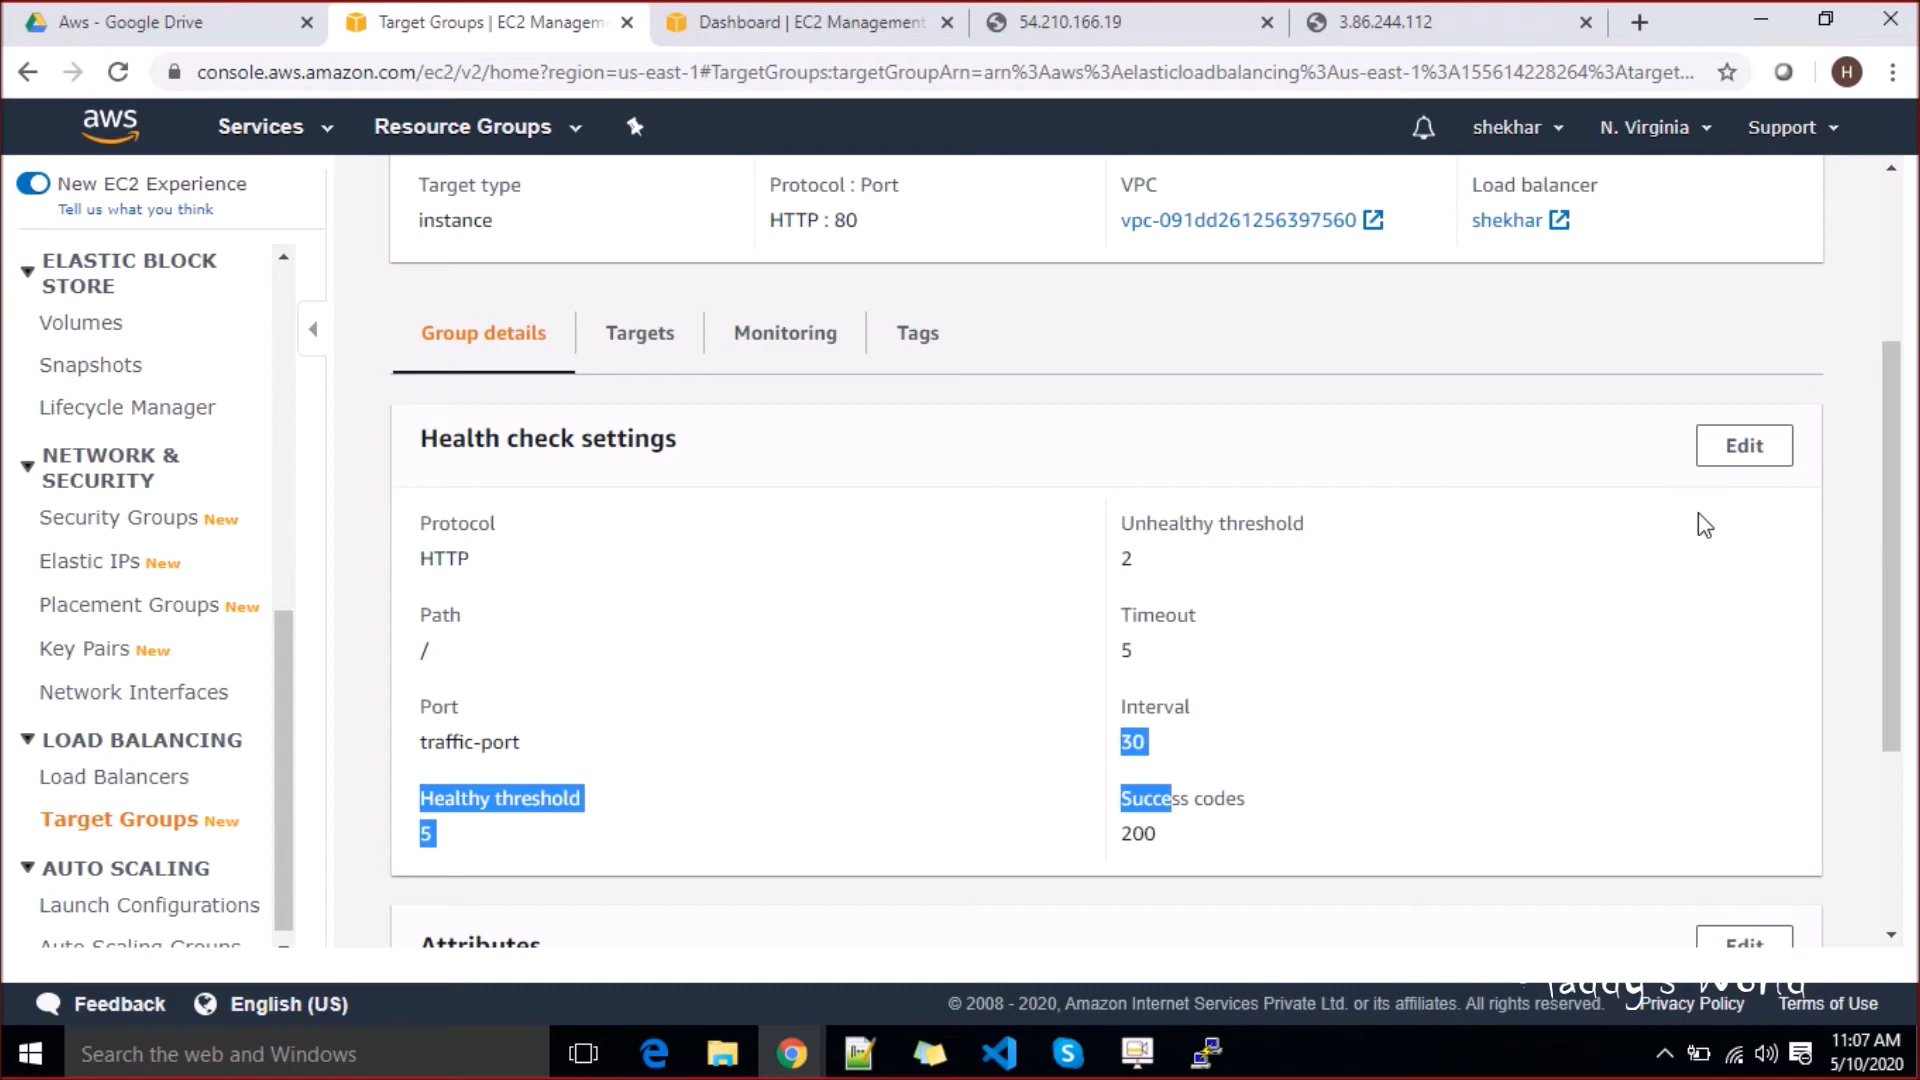 Aws - Google Drive
Target Groups | EC2 Managem
Dashboard | EC2 Management
54.210.166.19
3.86.244.112
console.aws.amazon.com/ec2/v2/home?region=us-east-1#TargetGroups:targetGroupArn=arn%3Aaws%3Aelasticloadbalancing%3Aus-east-1%3A155614228264%3Atarget...
H
aws
Services
Resource Groups
shekhar
N. Virginia
Support
New EC2 Experience
Tell us what you think
ELASTIC BLOCK
STORE
Volumes
Snapshots
Lifecycle Manager
NETWORK &
SECURITY
Security Groups New
Elastic IPs New
Placement Groups New
Key Pairs New
Network Interfaces
LOAD BALANCING
Load Balancers
Target Groups New
AUTO SCALING
Launch Configurations
Auto Scaling Groups
Target type
instance
Protocol : Port
HTTP : 80
VPC
vpc-091dd261256397560
Load balancer
shekhar
Group details
Targets
Monitoring
Tags
Health check settings
Edit
Protocol
HTTP
Unhealthy threshold
2
Path
/
Timeout
5
Port
traffic-port
Interval
30
Healthy threshold
5
Success codes
200
Attributes
Edit
Feedback
English (US)
© 2008 - 2020, Amazon Internet Services Private Ltd. or its affiliates. All rights reserved.
Privacy Policy
Terms of Use
Search the web and Windows
11:07 AM
5/10/2020